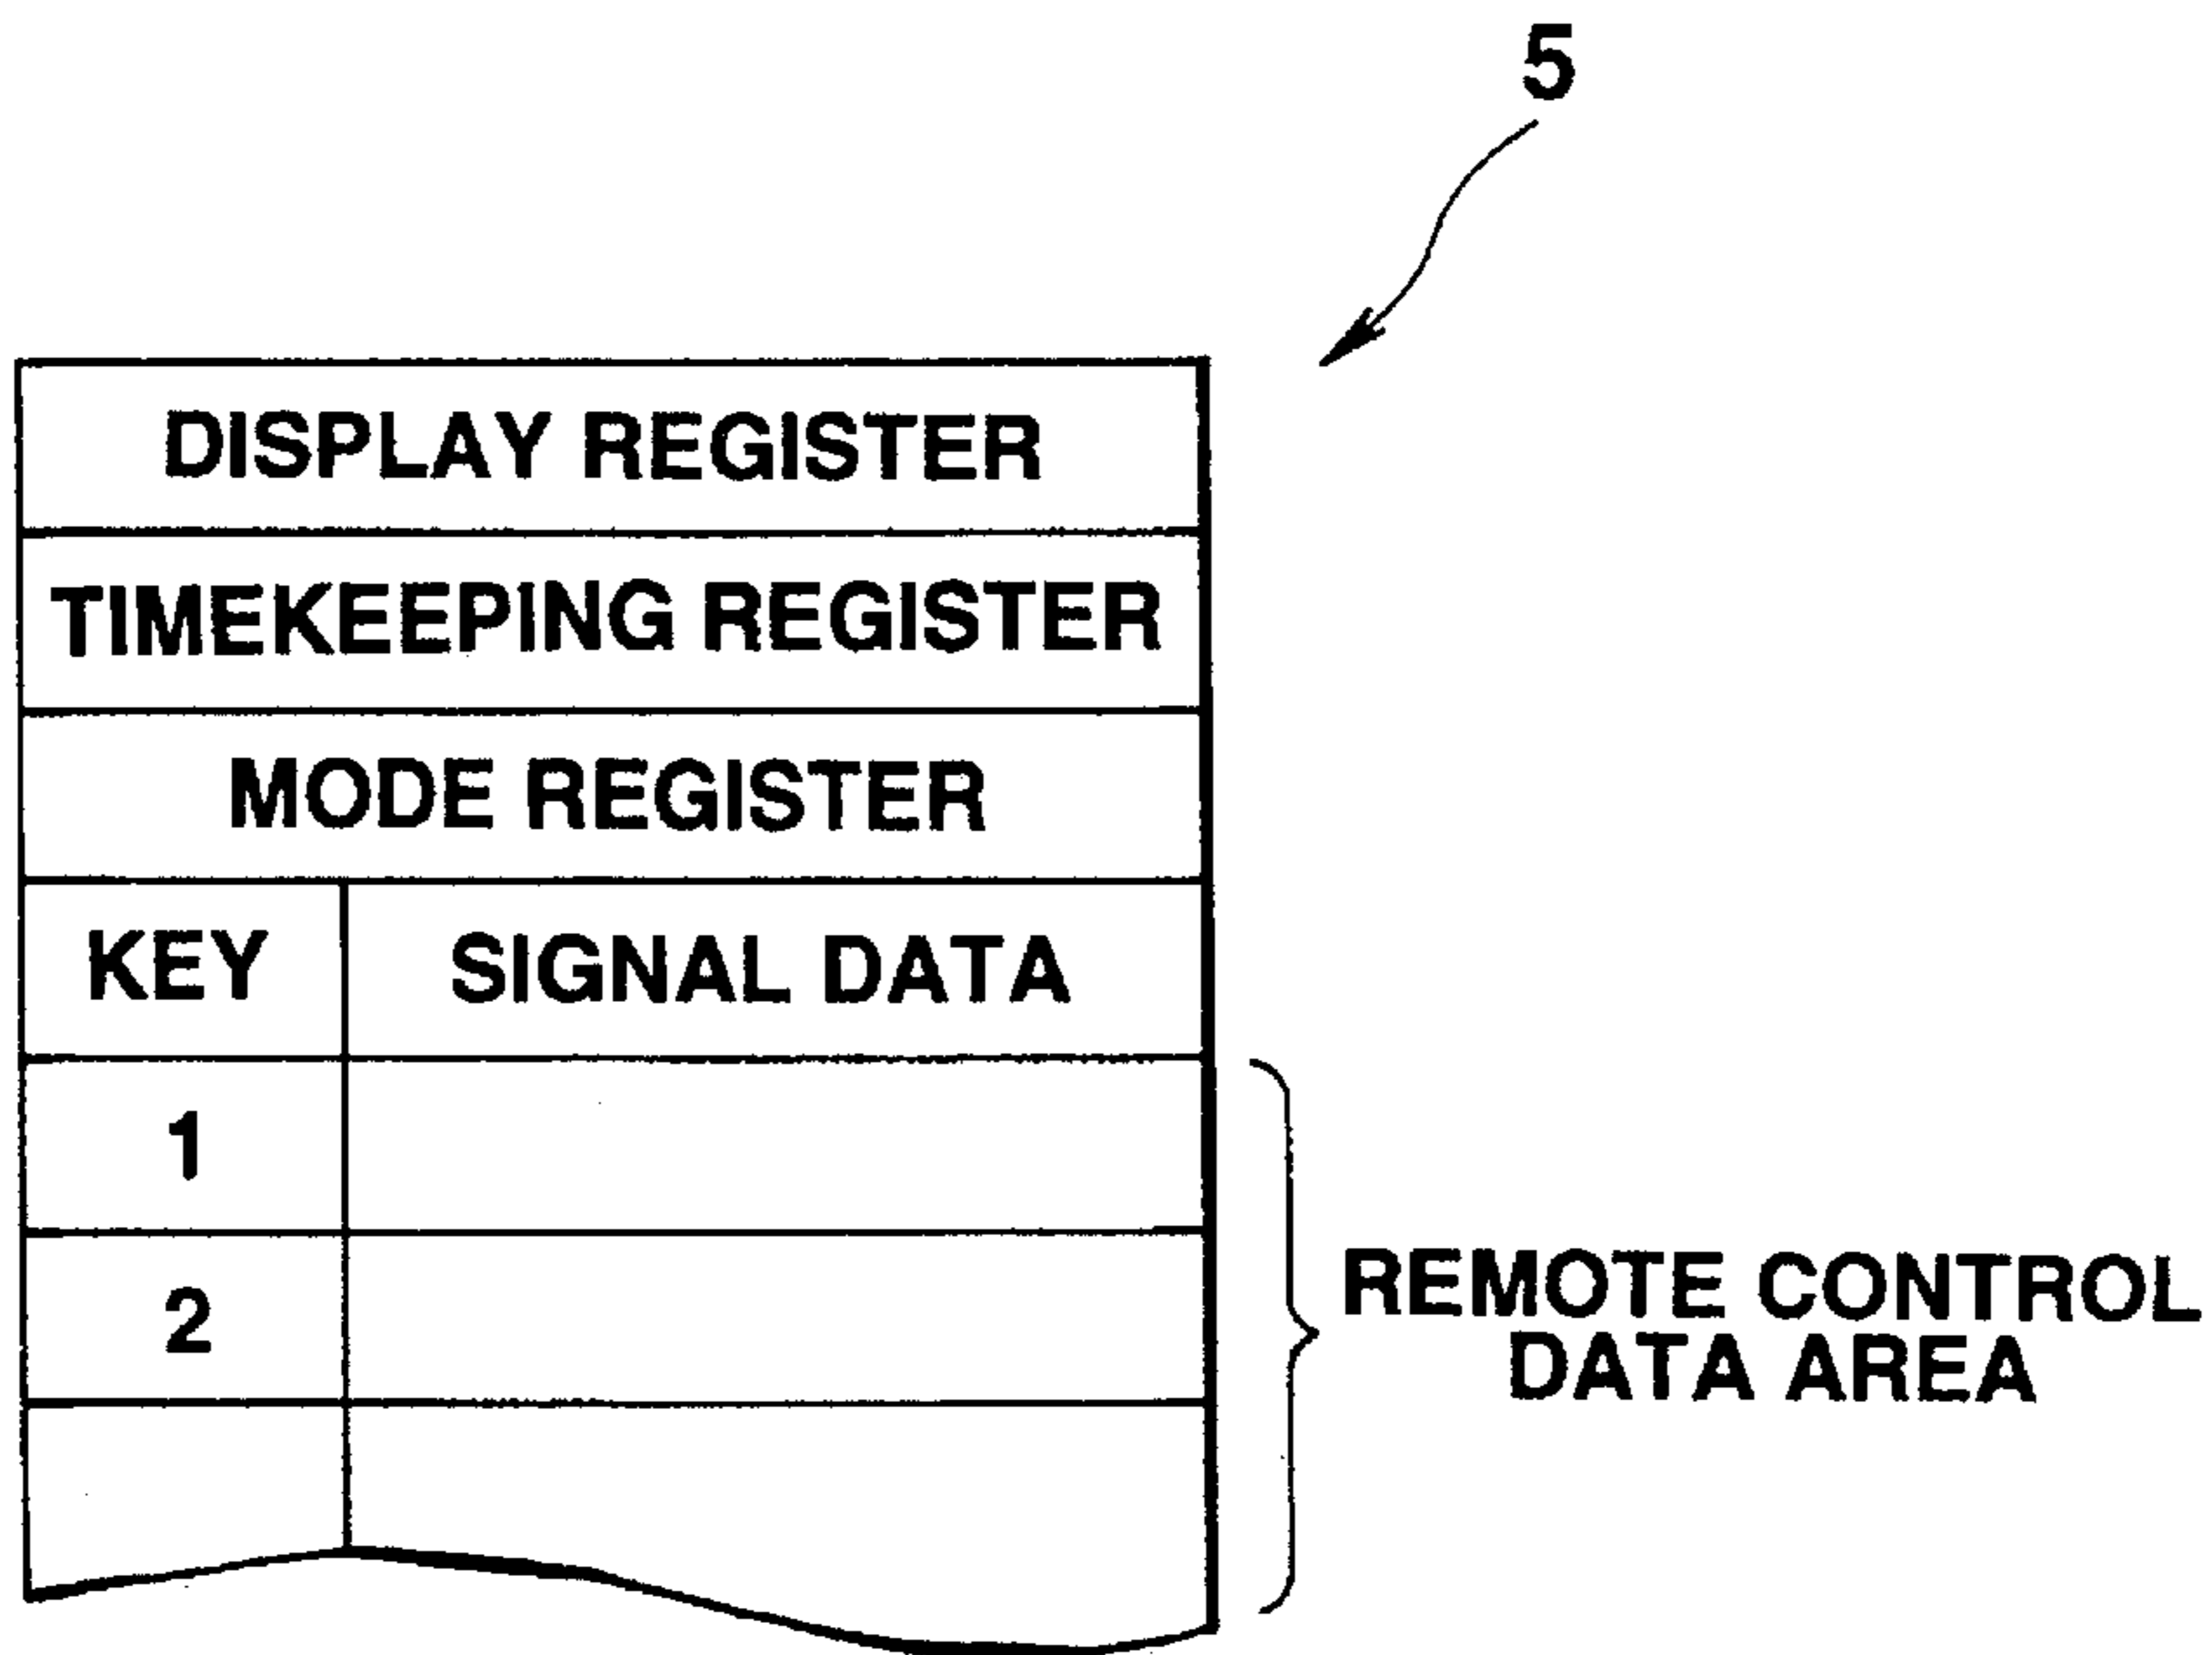 5
DISPLAY REGISTER
TIMEKEEPING REGISTER
MODE REGISTER
KEY SIGNAL DATA
1
2
REMOTE CONTROL
DATA AREA